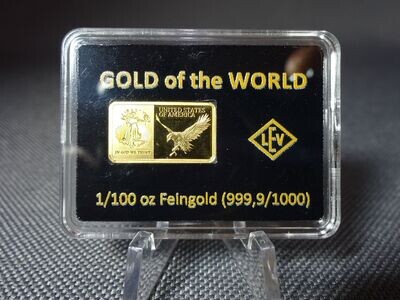 GOLD of the WORLD
UNITED STATES
OF AMERICA
IN GOD WE TRUST
LEV
1/100 oz Feingold (999,9/1000)